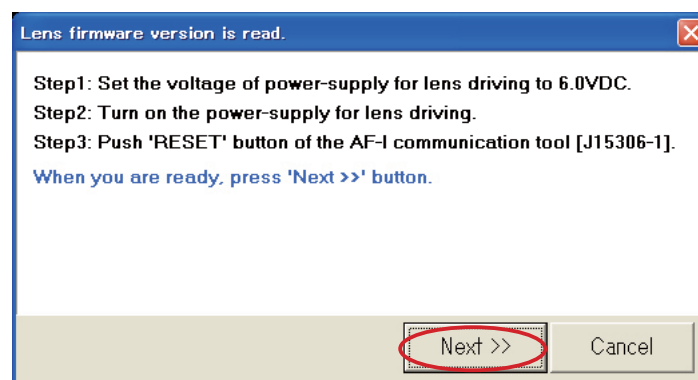 Lens firmware version is read.
Step1: Set the voltage of power-supply for lens driving to 6.0VDC.
Step2: Turn on the power-supply for lens driving.
Step3: Push 'RESET' button of the AF-I communication tool [J15306-1].
When you are ready, press 'Next >>' button.
Next >>
Cancel